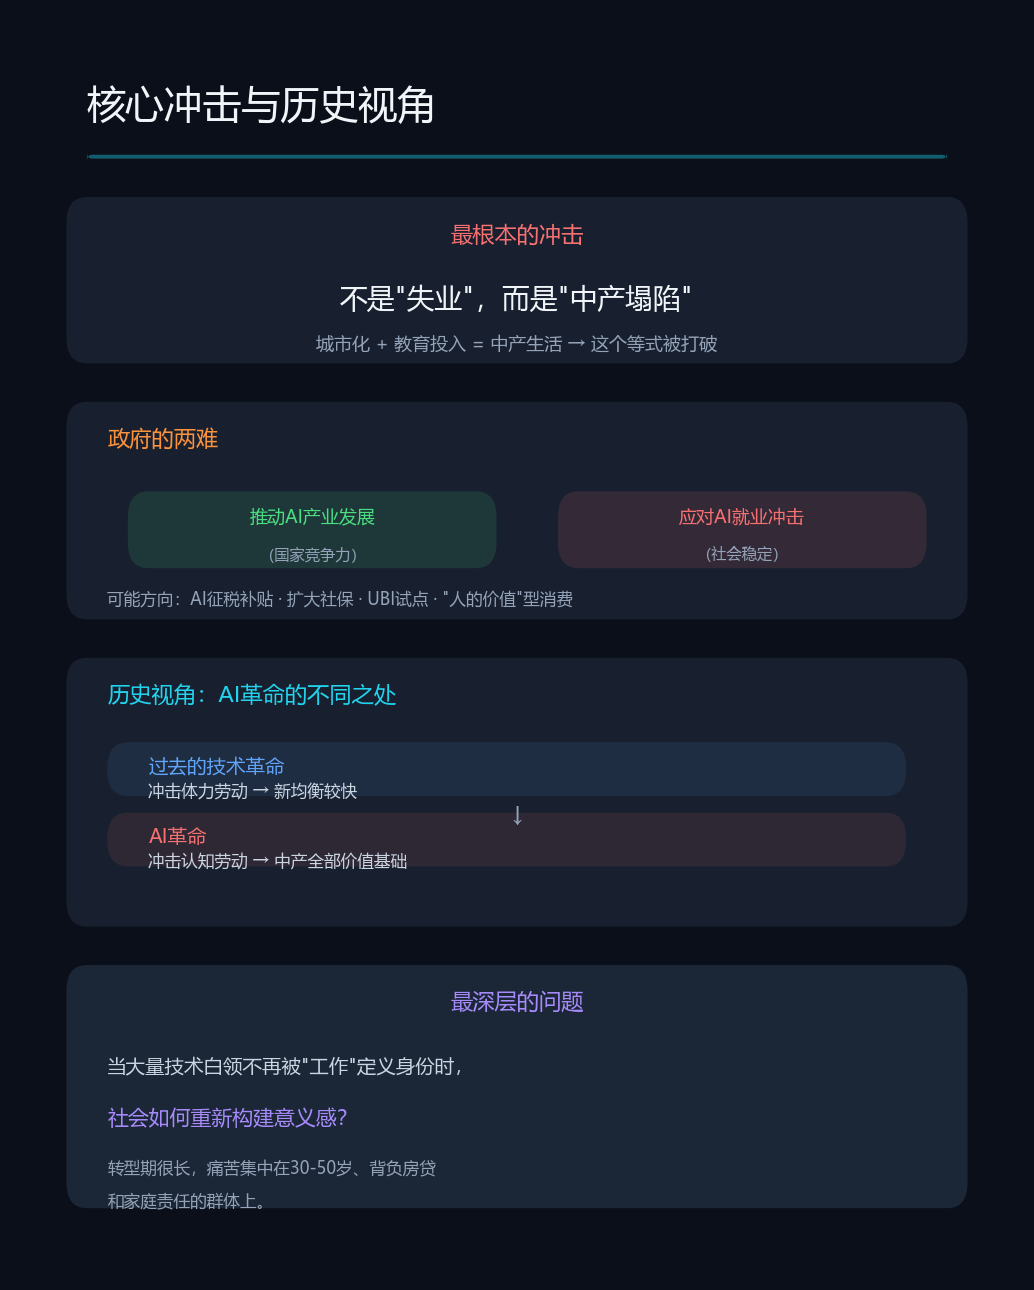 核心冲击与历史视角
最根本的冲击
不是"失业"，而是"中产塌陷"
城市化 + 教育投入 = 中产生活 → 这个等式被打破
政府的两难
推动AI产业发展
(国家竞争力)
应对AI就业冲击
(社会稳定)
可能方向：AI征税补贴 · 扩大社保 · UBI试点 · "人的价值"型消费
历史视角：AI革命的不同之处
过去的技术革命
冲击体力劳动 → 新均衡较快
↓
AI革命
冲击认知劳动 → 中产全部价值基础
最深层的问题
当大量技术白领不再被"工作"定义身份时，
社会如何重新构建意义感？
转型期很长，痛苦集中在30-50岁、背负房贷
和家庭责任的群体上。